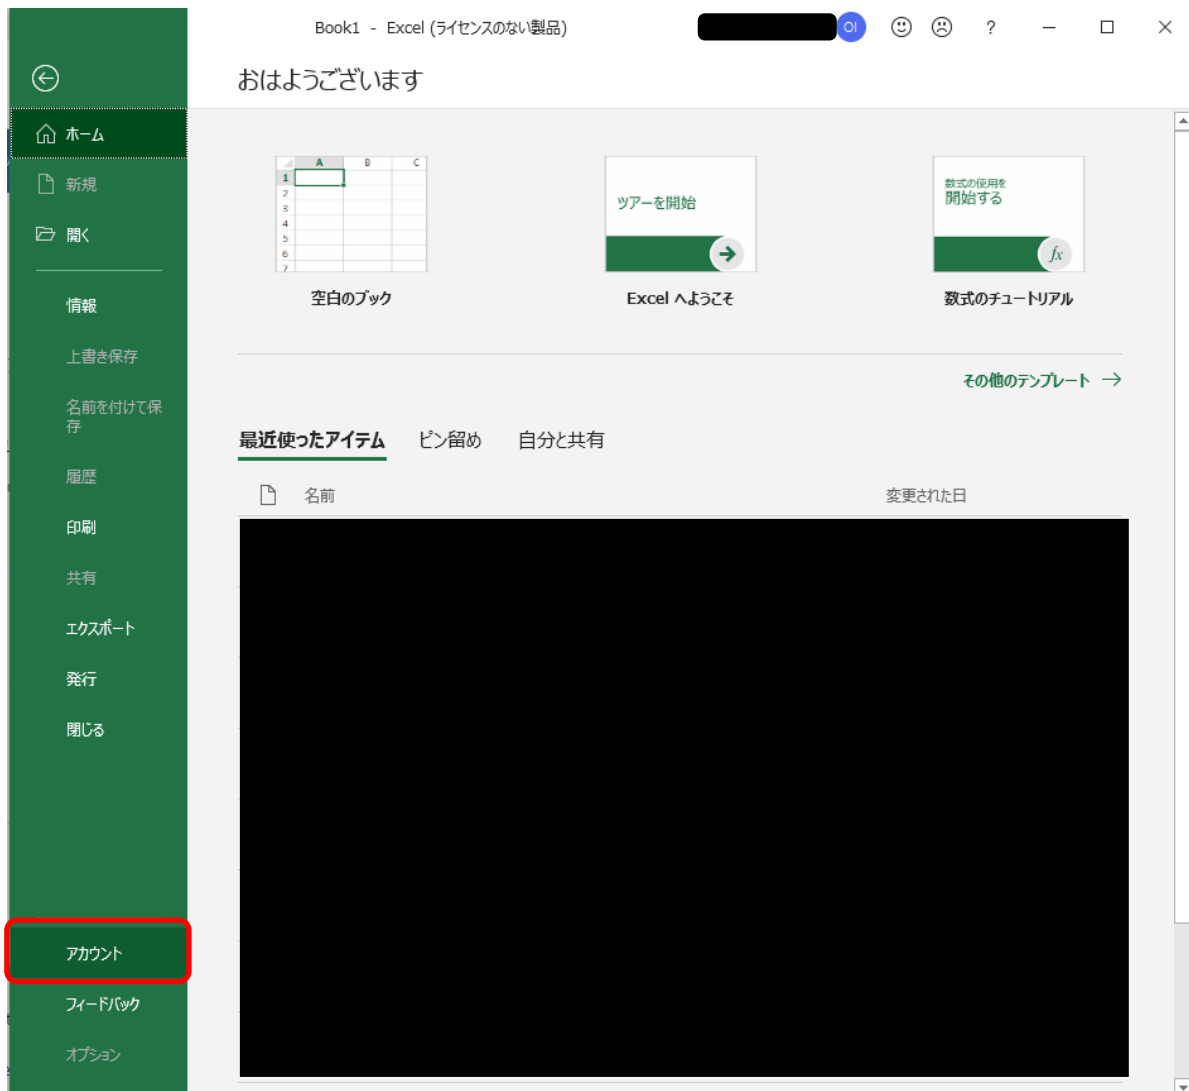 Book1 - Excel (ライセンスのない製品)
OI
?
おはようございます
ホーム
新規
開く
情報
上書き保存
名前を付けて保
存
履歴
印刷
共有
エクスポート
発行
閉じる
アカウント
フィードバック
オプション
A B C
1
2
3
4
5
6
7
空白のブック
ツアーを開始
Excel へようこそ
数式の使用を
開始する
fx
数式のチュートリアル
その他のテンプレート
最近使ったアイテム ピン留め 自分と共有
名前 変更された日